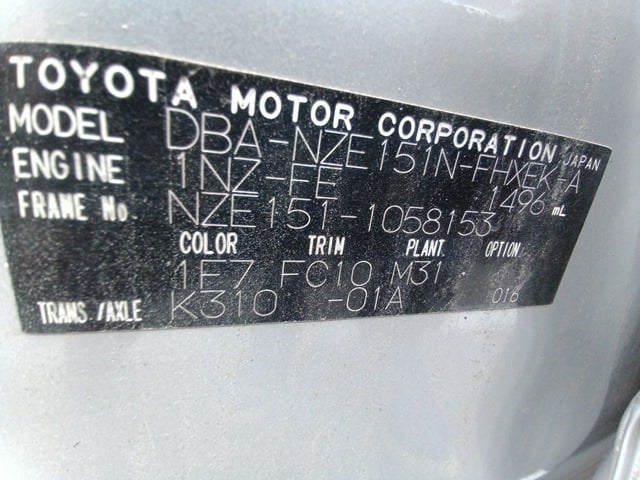 TOYOTA MOTOR CORPORATION JAPAN
MODEL DBA-NZE151N-FHXEK-A
ENGINE 1NZ-FE 1496 mL
FRAME No. NZE151-1058153
COLOR TRIM PLANT. OPTION
1F7 FC10 M31
TRANS./AXLE K310 -01A 016